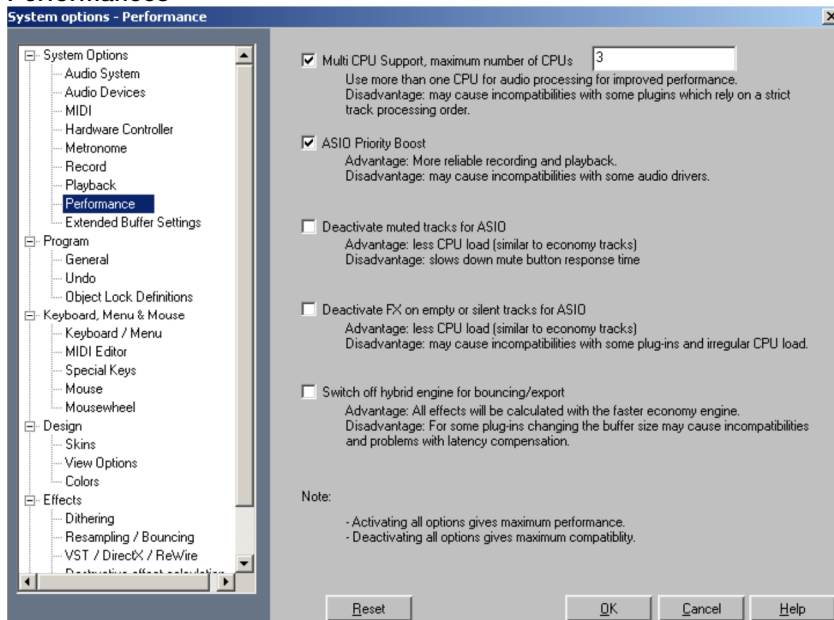 System options - Performance
System Options
Audio System
Audio Devices
MIDI
Hardware Controller
Metronome
Record
Playback
Performance
Extended Buffer Settings
Program
General
Undo
Object Lock Definitions
Keyboard, Menu & Mouse
Keyboard / Menu
MIDI Editor
Special Keys
Mouse
Mousewheel
Design
Skins
View Options
Colors
Effects
Dithering
Resampling / Bouncing
VST / DirectX / ReWire
Multi CPU Support, maximum number of CPUs 3
Use more than one CPU for audio processing for improved performance.
Disadvantage: may cause incompatibilities with some plugins which rely on a strict
track processing order.
ASIO Priority Boost
Advantage: More reliable recording and playback.
Disadvantage: may cause incompatibilities with some audio drivers.
Deactivate muted tracks for ASIO
Advantage: less CPU load (similar to economy tracks)
Disadvantage: slows down mute button response time
Deactivate FX on empty or silent tracks for ASIO
Advantage: less CPU load (similar to economy tracks)
Disadvantage: may cause incompatibilities with some plug-ins and irregular CPU load.
Switch off hybrid engine for bouncing/export
Advantage: All effects will be calculated with the faster economy engine.
Disadvantage: For some plug-ins changing the buffer size may cause incompatibilities
and problems with latency compensation.
Note:
- Activating all options gives maximum performance.
- Deactivating all options gives maximum compatiblity.
Reset OK Cancel Help